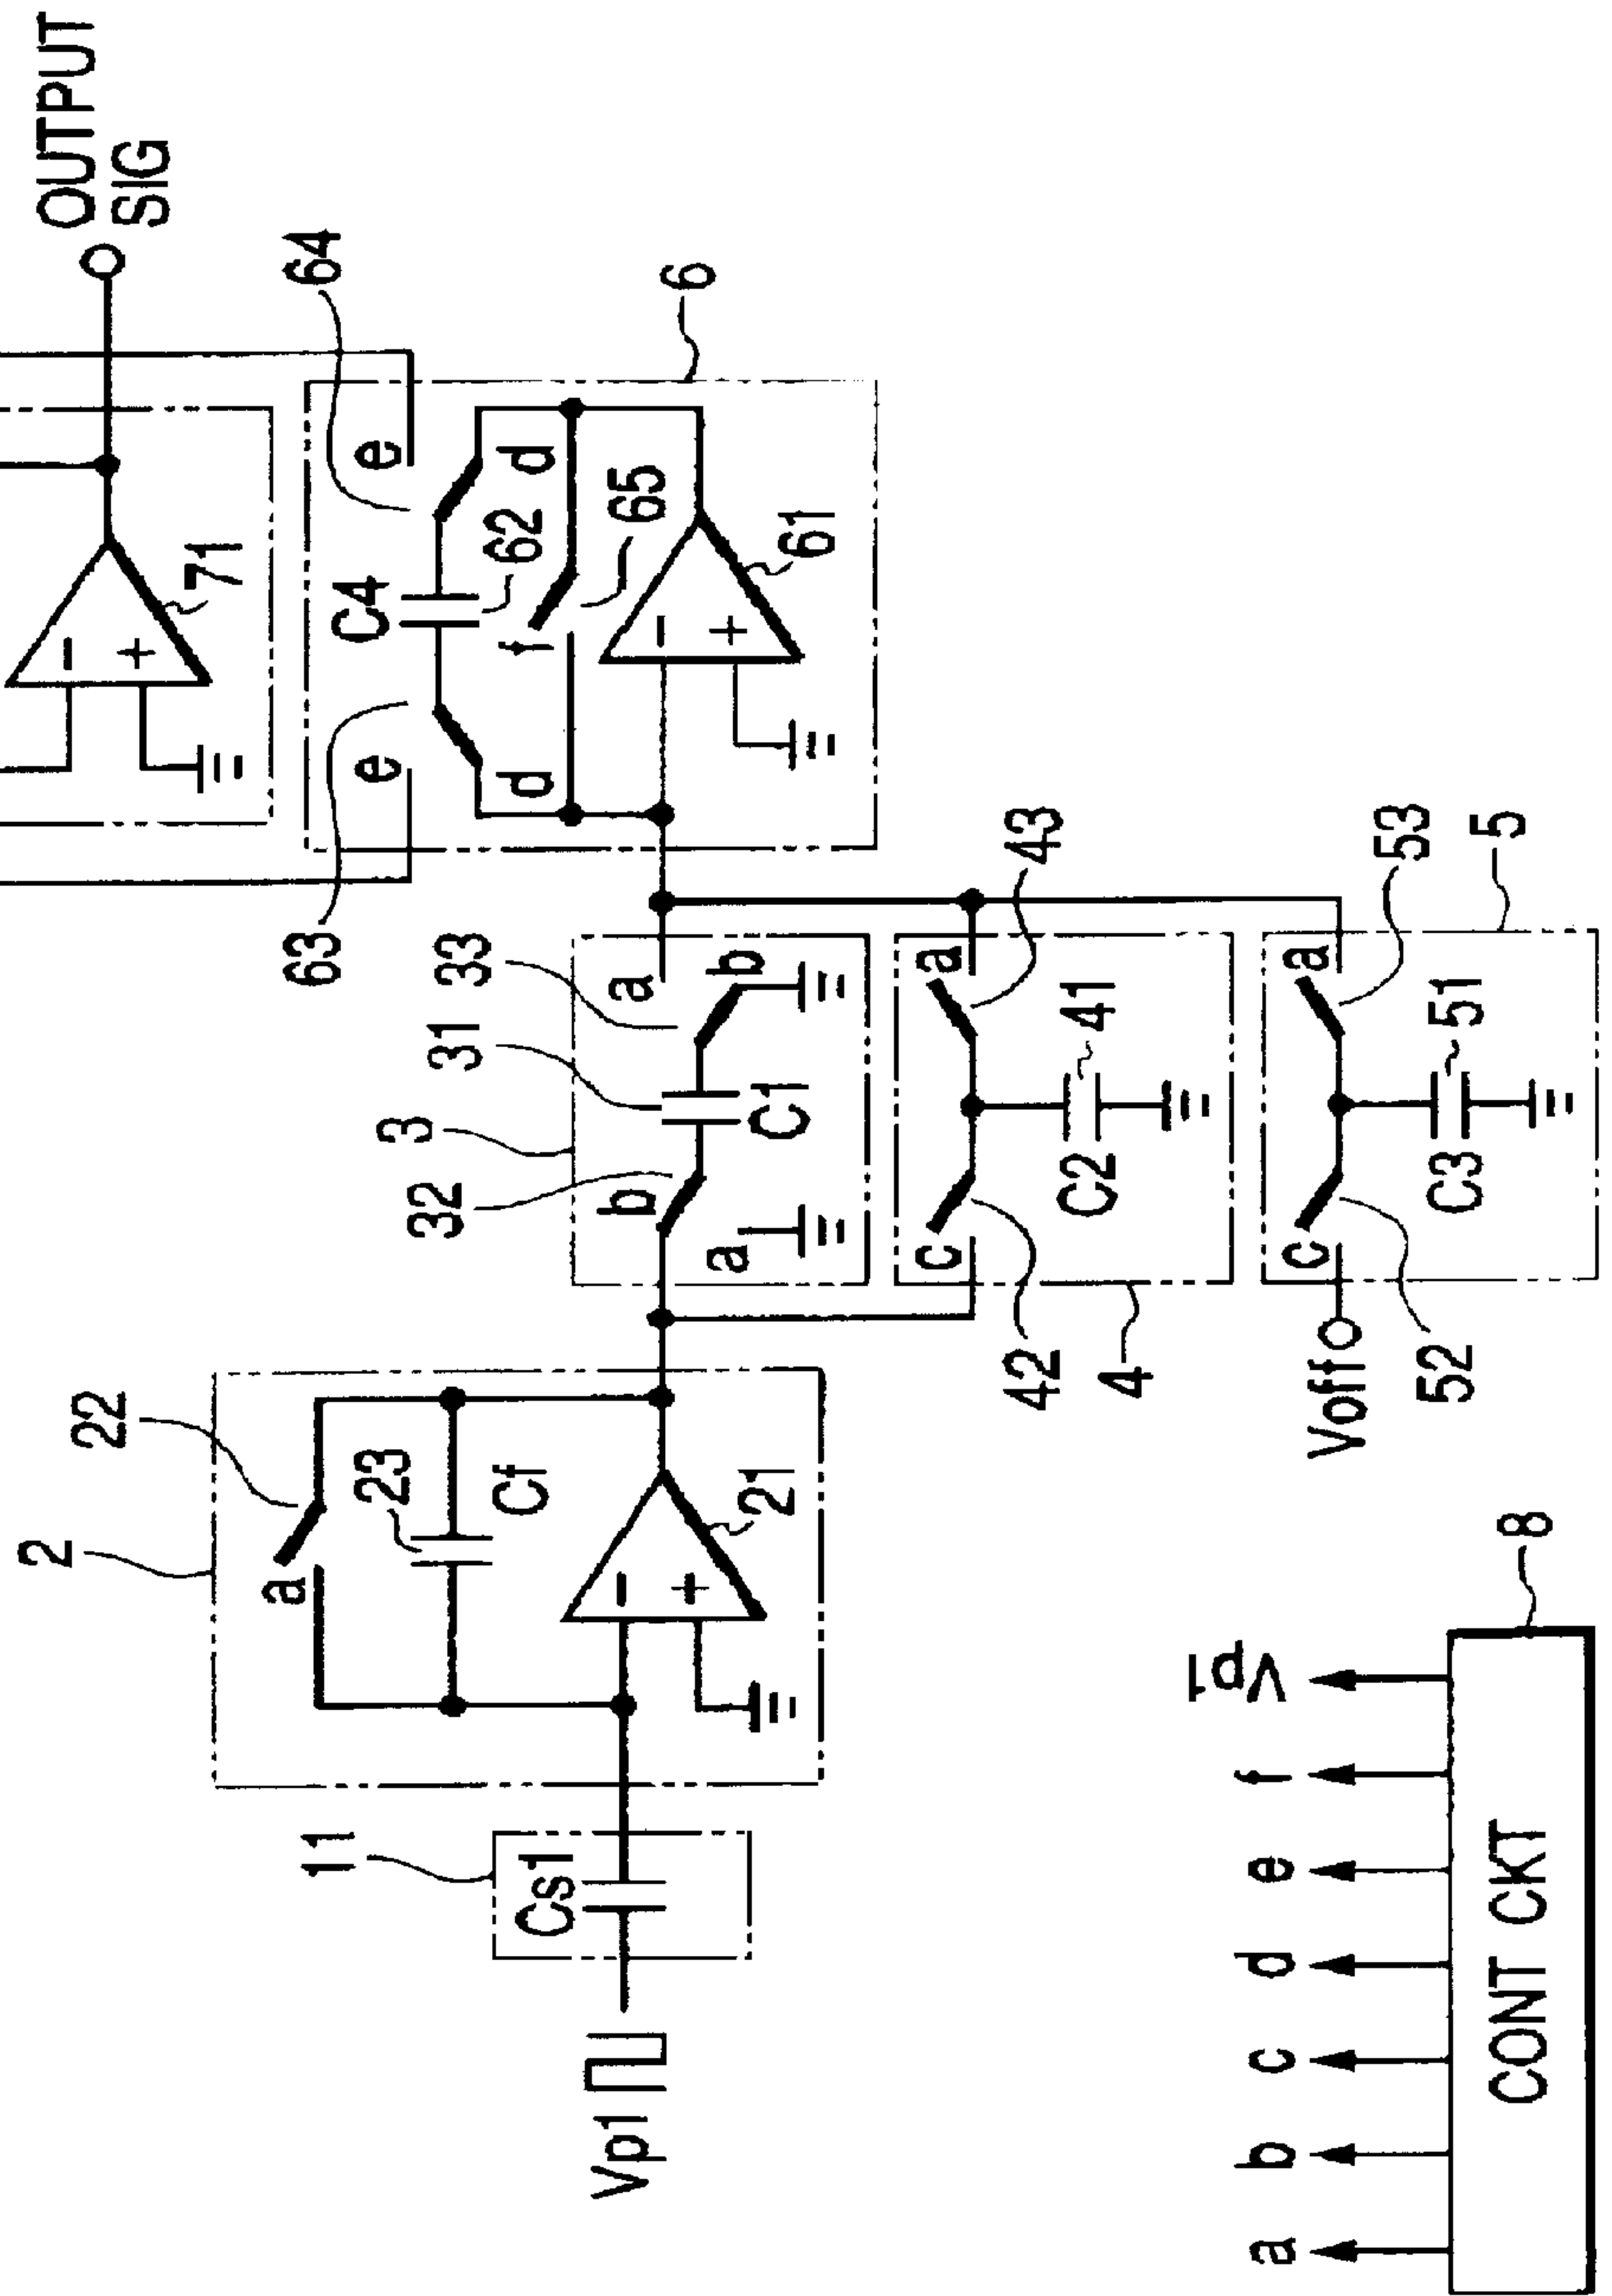 OUTPUT
SIG
71
-
+
64
6
e
e
d
d
C4
62
65
f
61
-
+
63
33
31
3
32
a
b
b
a
C1
43
a
c
41
C2
42
4
53
5
a
c
51
C3
52
Voff
2
22
a
23
Cf
21
-
+
11
Cs1
Vp1
8
CONT CKT
a
b
c
d
e
f
Vp1